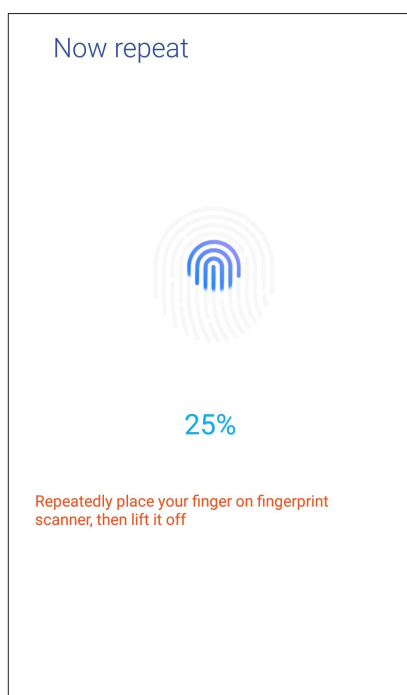 Now repeat
25%
Repeatedly place your finger on fingerprint
scanner, then lift it off